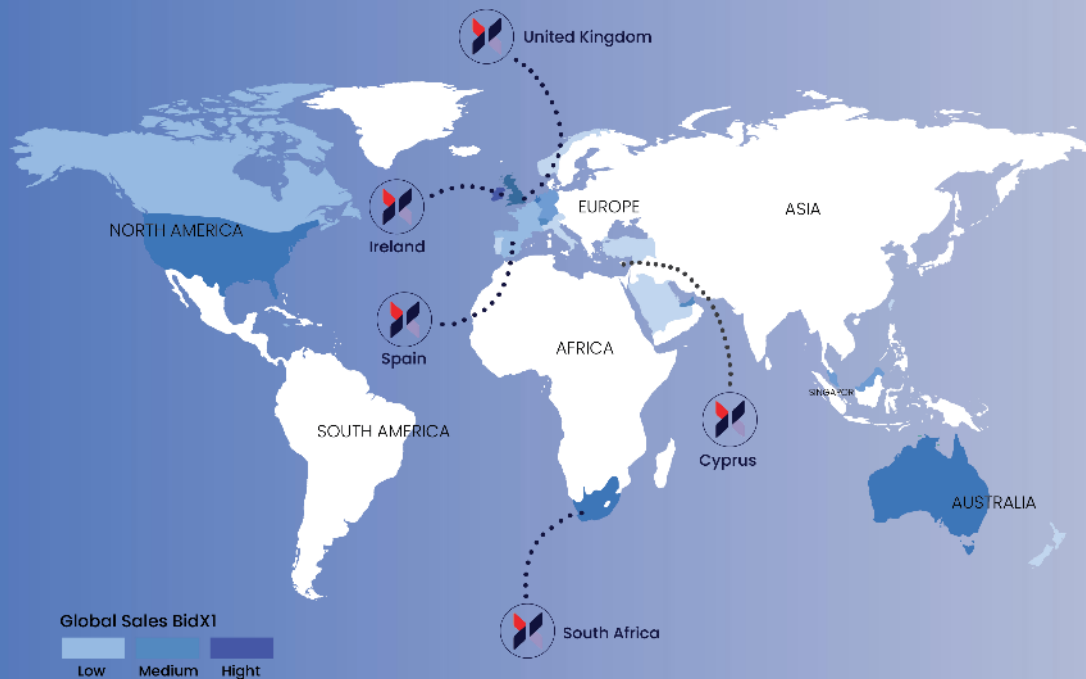 United Kingdom
EUROPE
ASIA
NORTH AMERICA
Ireland
Spain
AFRICA
SINGAPOR
SOUTH AMERICA
Cyprus
AUSTRALIA
South Africa
Global Sales BidX1
Low Medium Hight